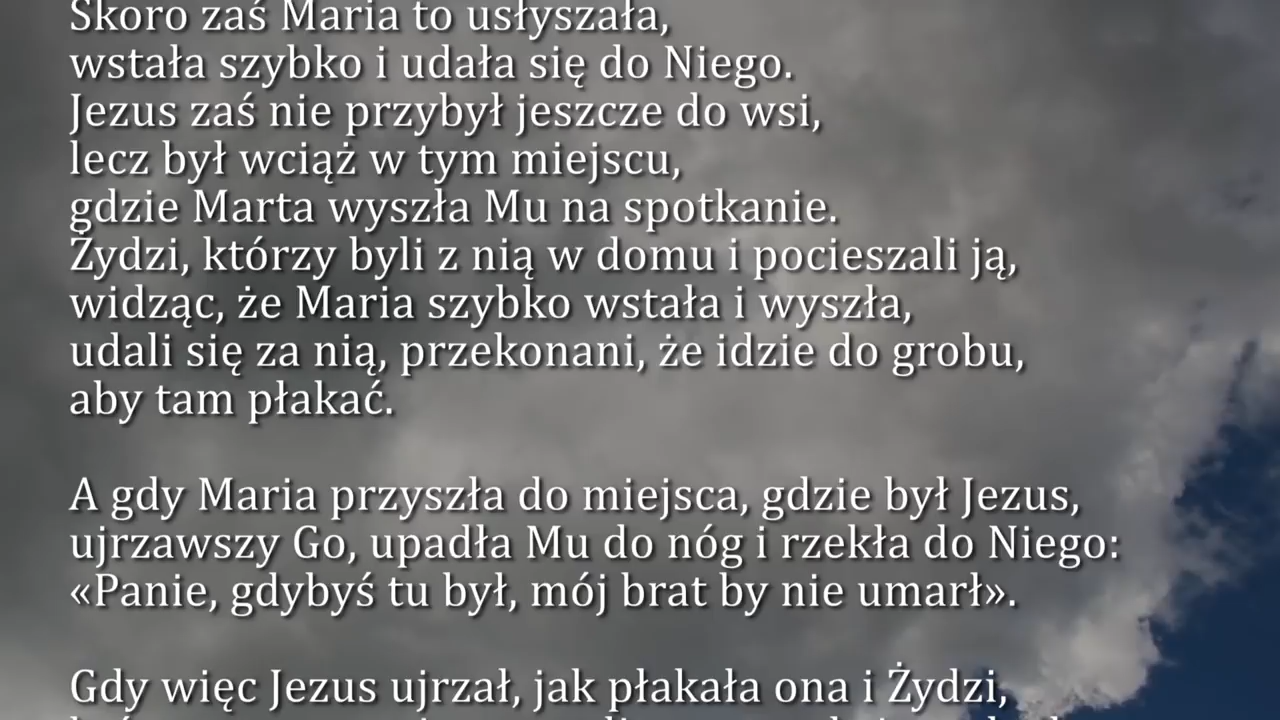 Skoro zaś Maria to usłyszała,
wstała szybko i udała się do Niego.
Jezus zaś nie przybył jeszcze do wsi,
lecz był wciąż w tym miejscu,
gdzie Marta wyszła Mu na spotkanie.
Żydzi, którzy byli z nią w domu i pocieszali ją,
widząc, że Maria szybko wstała i wyszła,
udali się za nią, przekonani, że idzie do grobu,
aby tam płakać.
A gdy Maria przyszła do miejsca, gdzie był Jezus,
ujrzawszy Go, upadła Mu do nóg i rzekła do Niego:
«Panie, gdybyś tu był, mój brat by nie umarł».
Gdy więc Jezus ujrzał, jak płakała ona i Żydzi,